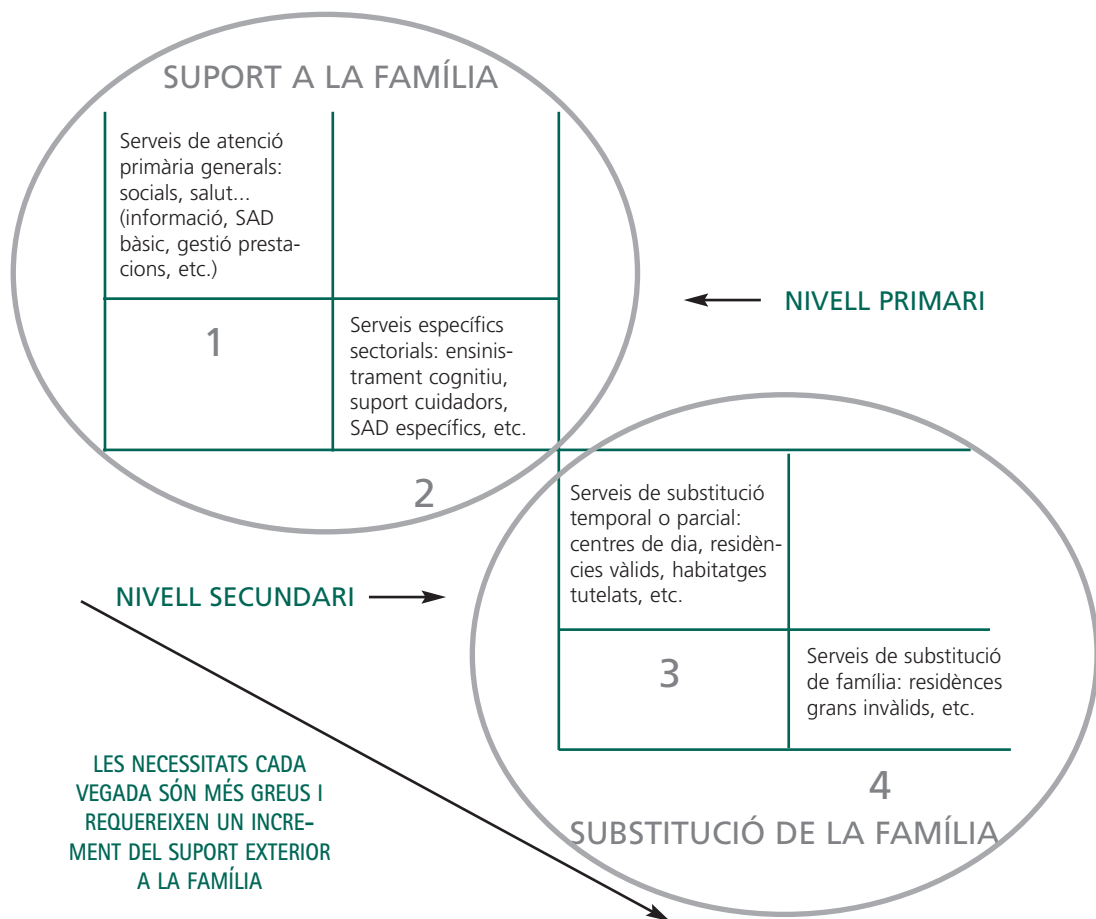 SUPORT A LA FAMÍLIA
Serveis de atenció
primària generals:
socials, salut...
(informació, SAD
bàsic, gestió presta-
cions, etc.)
NIVELL PRIMARI
1
Serveis específics
sectorials: ensinis-
trament cognitiu,
suport cuidadors,
SAD específics, etc.
2
Serveis de substitució
temporal o parcial:
centres de dia, residèn-
cies vàlids, habitatges
tutelats, etc.
NIVELL SECUNDARI
3
Serveis de substitució
de família: residènces
grans invàlids, etc.
4
SUBSTITUCIÓ DE LA FAMÍLIA
LES NECESSITATS CADA
VEGADA SÓN MÉS GREUS I
REQUEREIXEN UN INCRE-
MENT DEL SUPORT EXTERIOR
A LA FAMÍLIA